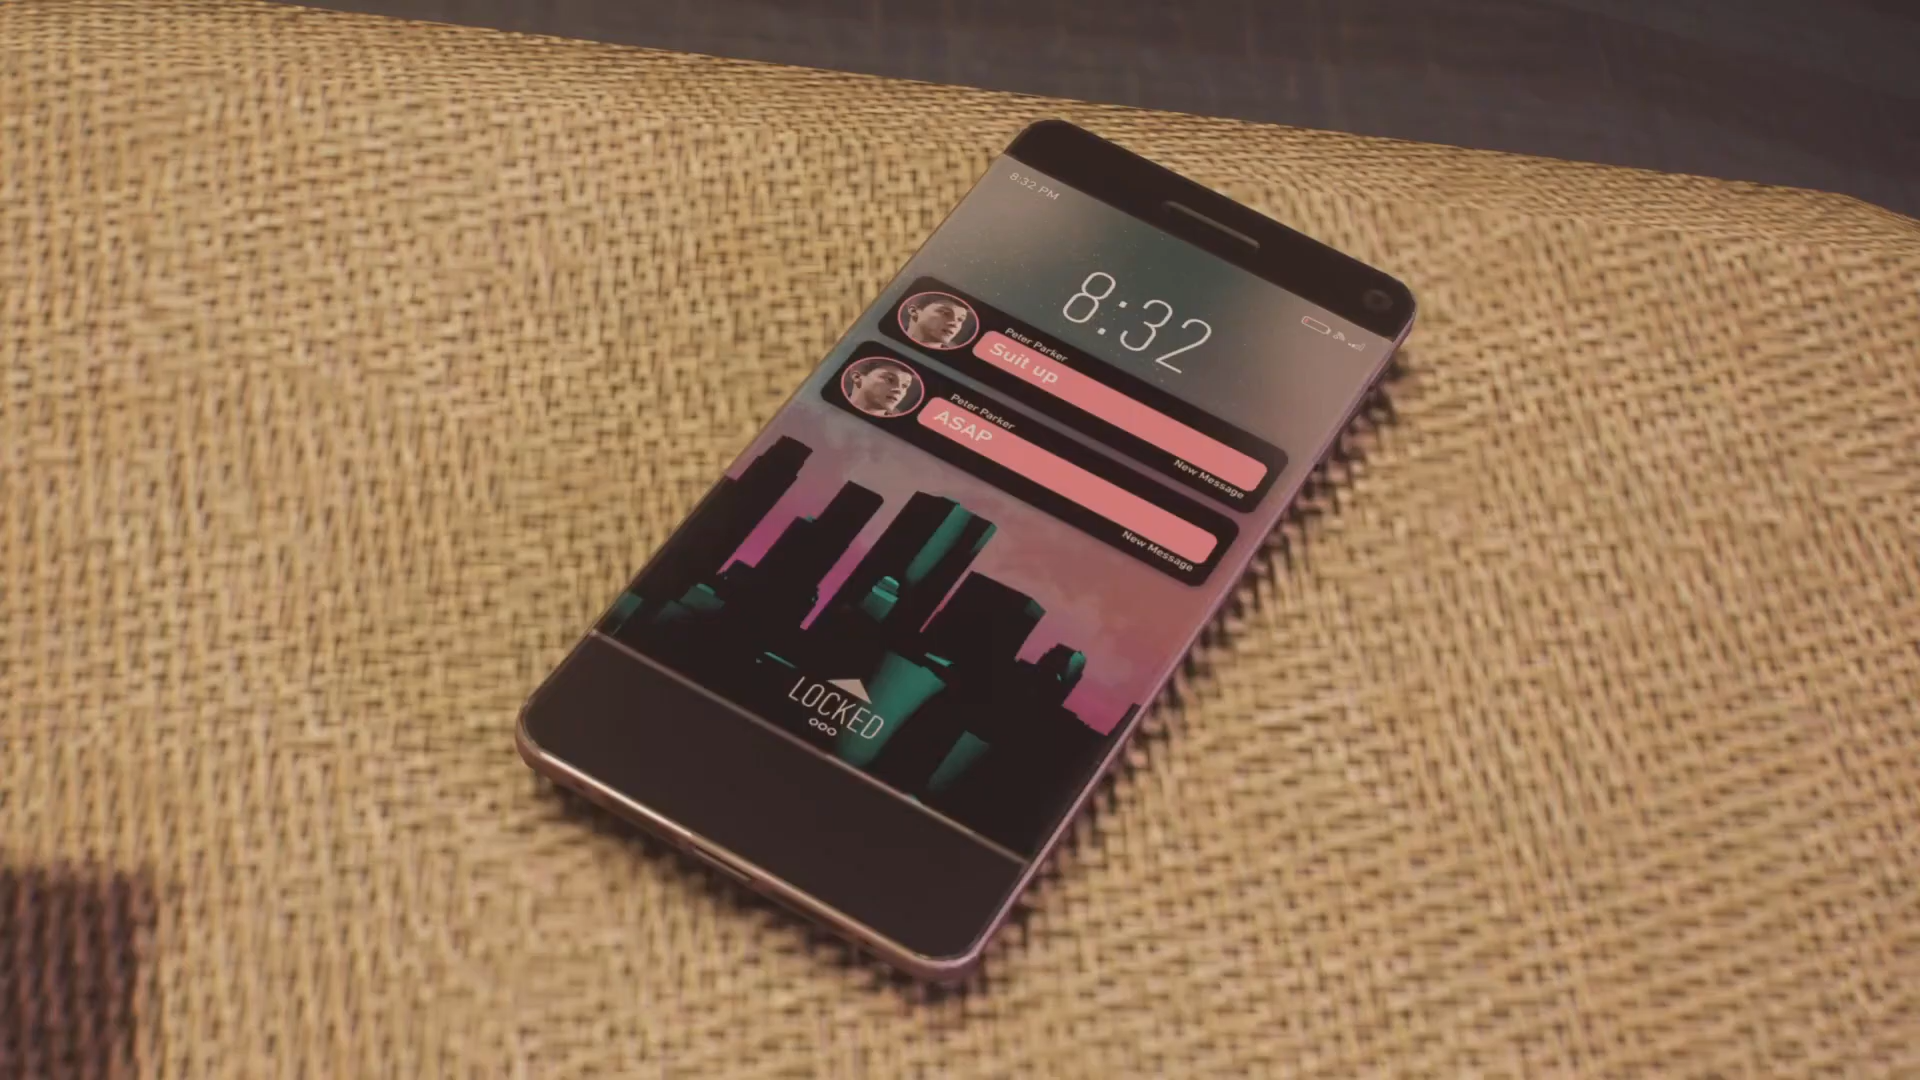 8:32 PM
8:32
Peter Parker
Suit up
New Message
Peter Parker
ASAP
New Message
LOCKED